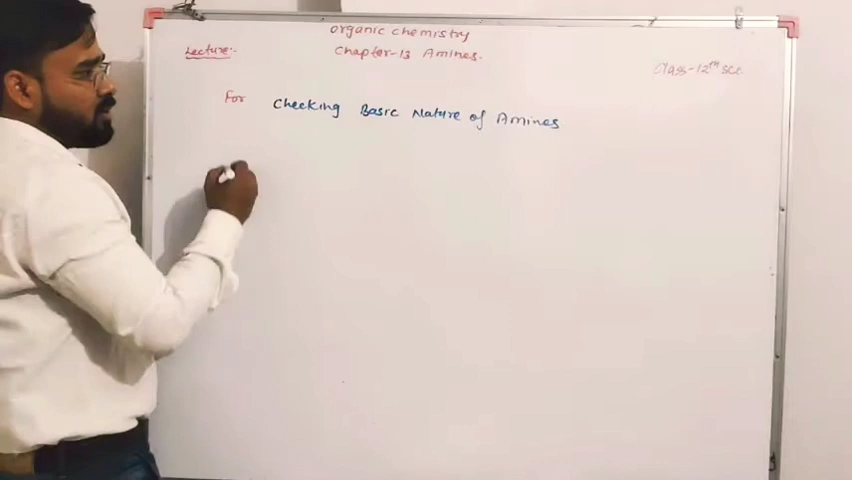 Organic chemistry
Lecture:-
Chapter-13 Amines.
Class-12th sci.
For Checking Basic Nature of Amines